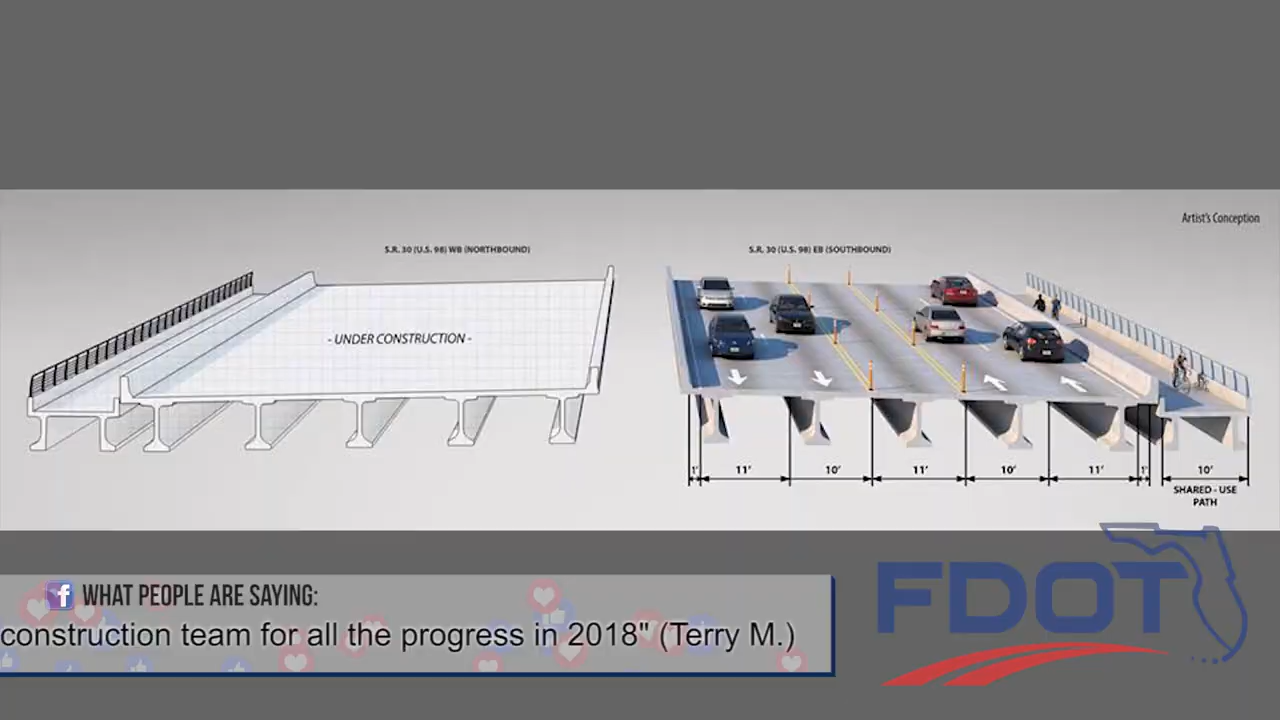 Artist's Conception
S.R. 30 (U.S. 98) WB (NORTHBOUND)
S.R. 30 (U.S. 98) EB (SOUTHBOUND)
- UNDER CONSTRUCTION -
1' 11' 10' 11' 10' 11' 1' 10'
SHARED - USE
PATH
f WHAT PEOPLE ARE SAYING:
construction team for all the progress in 2018" (Terry M.)
FDOT